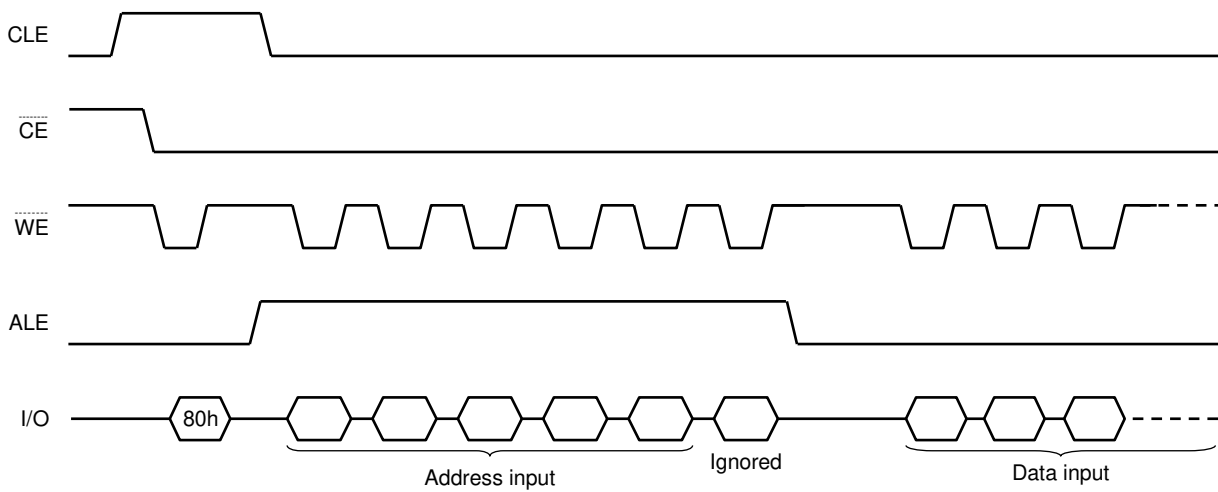 CLE
CE
WE
ALE
I/O
80h
Address input
Ignored
Data input